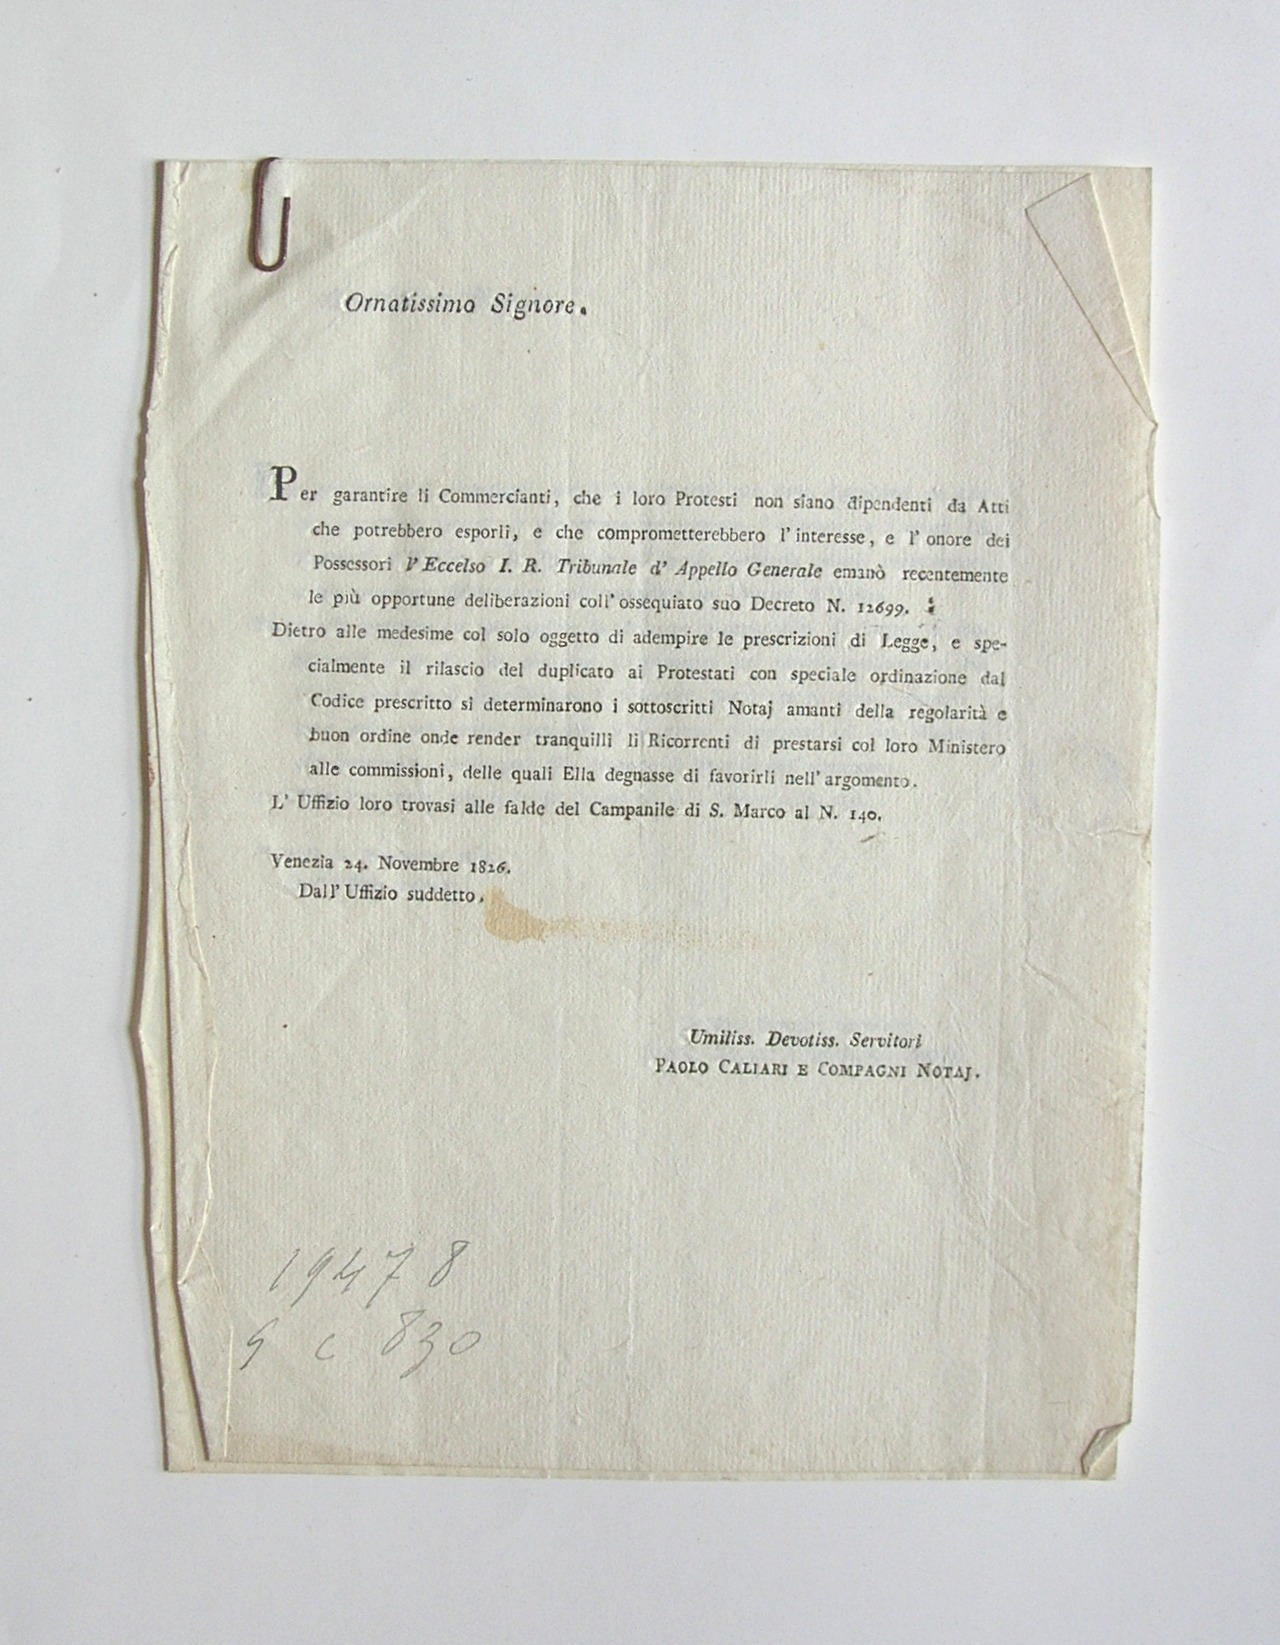 Ornatissimo Signore.
Per garantire li Commercianti, che i loro Protesti non siano dipendenti da Atti
che potrebbero esporli, e che comprometterebbero l'interesse, e l'onore dei
Possessori l'Eccelso I. R. Tribunale d'Appello Generale emanò recentemente
le più opportune deliberazioni coll'ossequiato suo Decreto N. 12699.
Dietro alle medesime col solo oggetto di adempire le prescrizioni di Legge, e spe-
cialmente il rilascio del duplicato ai Protestati con speciale ordinazione dal
Codice prescritto si determinarono i sottoscritti Notaj amanti della regolarità e
buon ordine onde render tranquilli li Ricorrenti di prestarsi col loro Ministero
alle commissioni, delle quali Ella degnasse di favorirli nell'argomento.
L'Uffizio loro trovasi alle falde del Campanile di S. Marco al N. 140.
Venezia 24. Novembre 1826.
Dall'Uffizio suddetto.
Umiliss. Devotiss. Servitori
PAOLO CALIARI E COMPAGNI NOTAJ.
19478
c 830